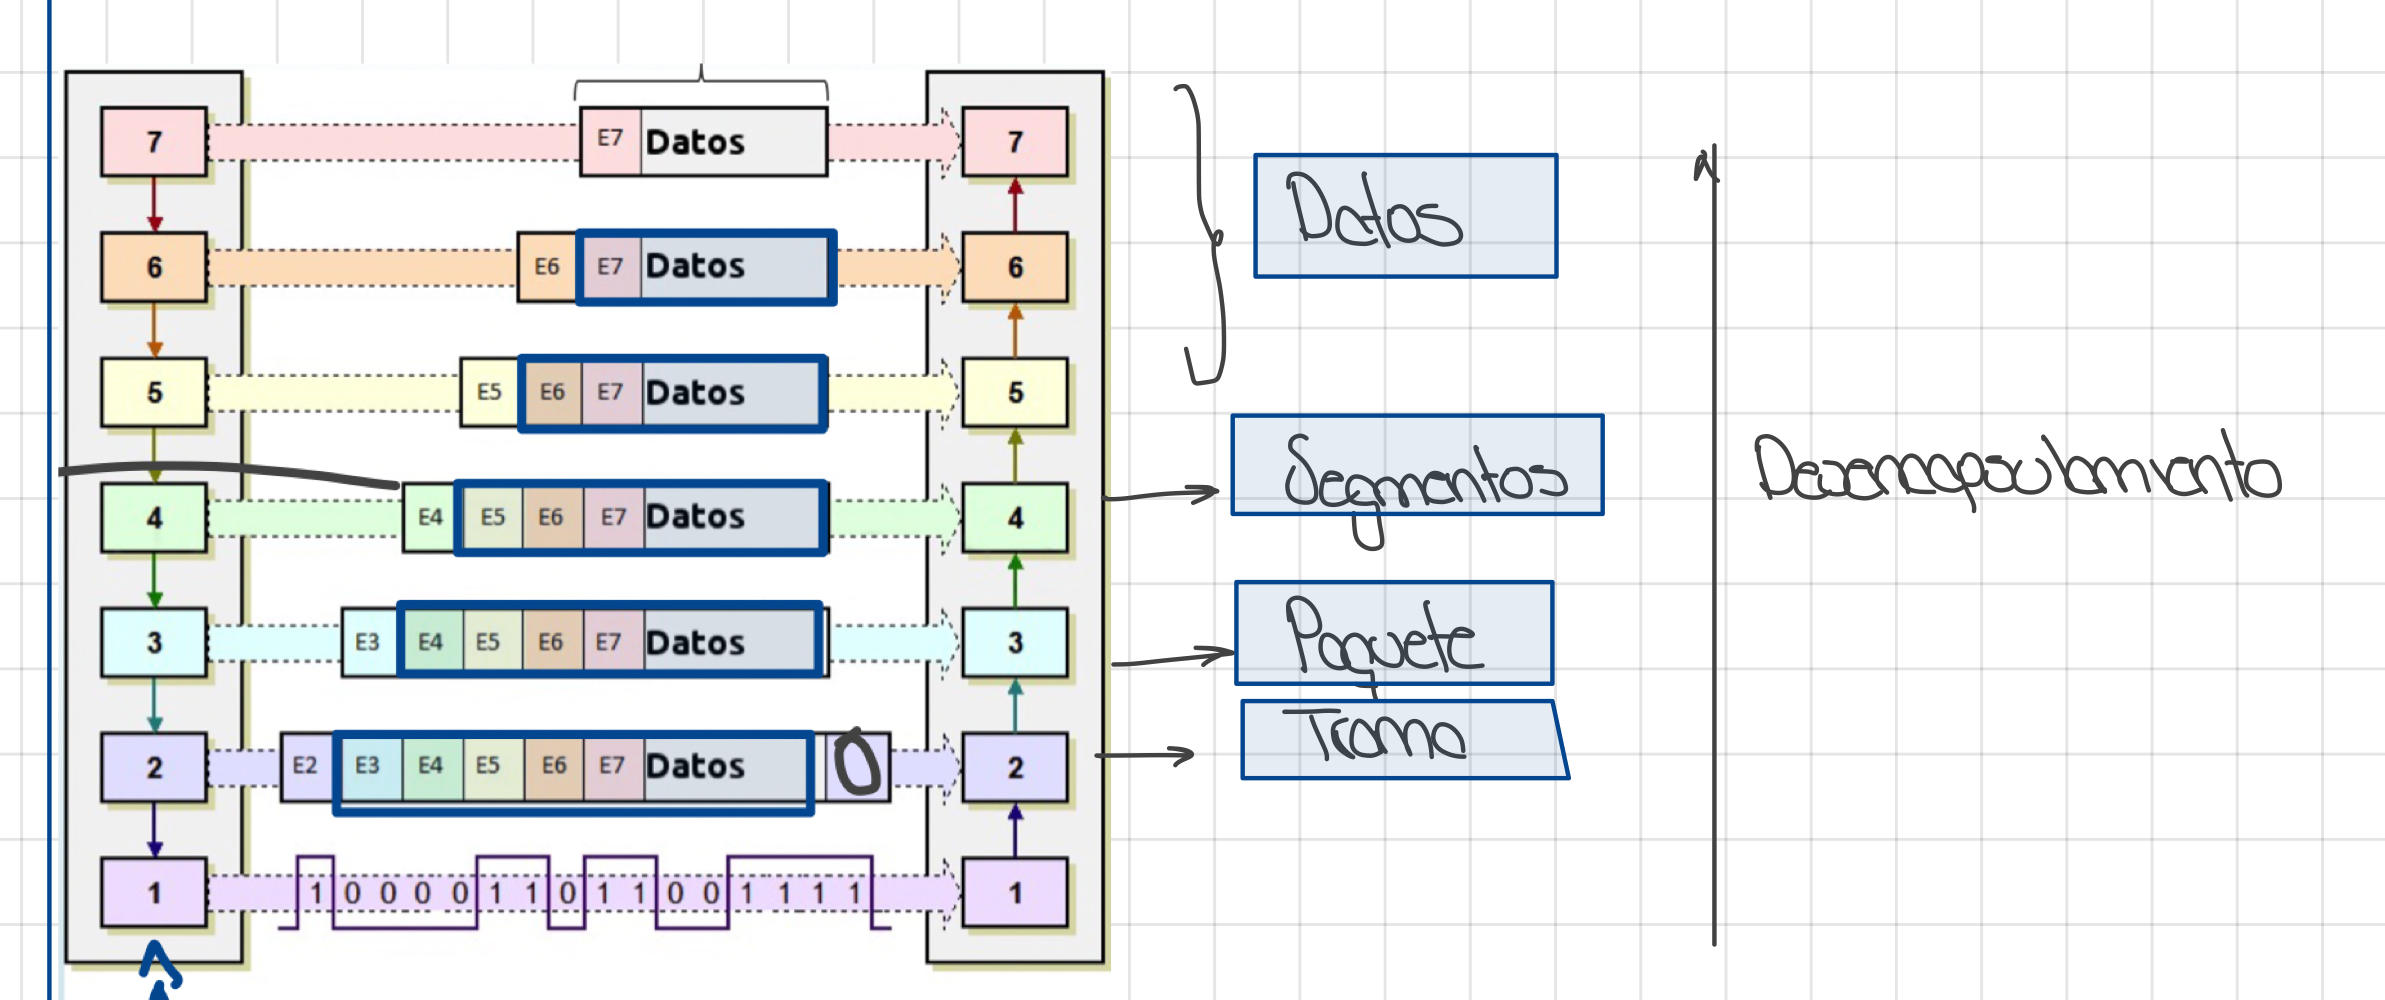 7 E7 Datos 7
Datos
6 E6 E7 Datos 6
5 E5 E6 E7 Datos 5
Segmentos
4 E4 E5 E6 E7 Datos 4
3 E3 E4 E5 E6 E7 Datos 3
Paquete
Trama
2 E2 E3 E4 E5 E6 E7 Datos 2
1 1 0 0 0 0 1 1 0 1 1 0 0 1 1 1 1 1